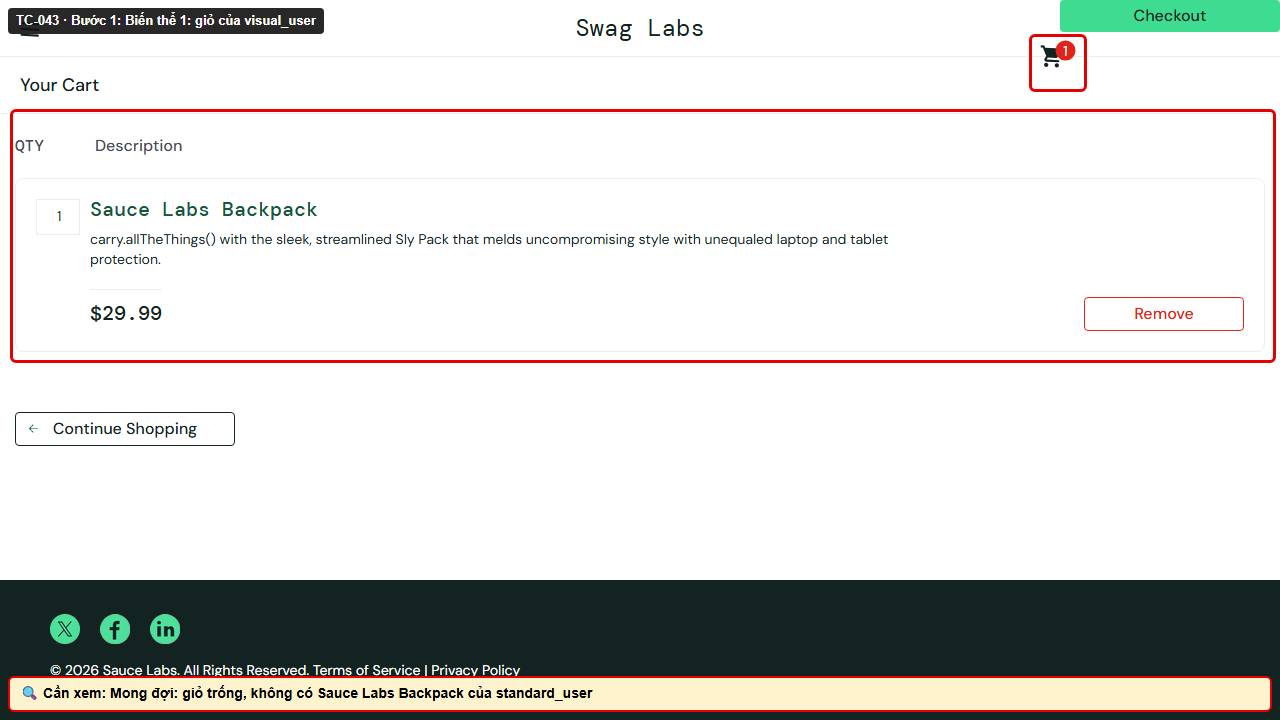 TC-043 · Bước 1: Biến thể 1: giỏ của visual_user
Swag Labs
Checkout
1
Your Cart
QTY Description
1
Sauce Labs Backpack
carry.allTheThings() with the sleek, streamlined Sly Pack that melds uncompromising style with unequaled laptop and tablet
protection.
$29.99
Remove
Continue Shopping
© 2026 Sauce Labs. All Rights Reserved. Terms of Service | Privacy Policy
Cần xem: Mong đợi: giỏ trống, không có Sauce Labs Backpack của standard_user